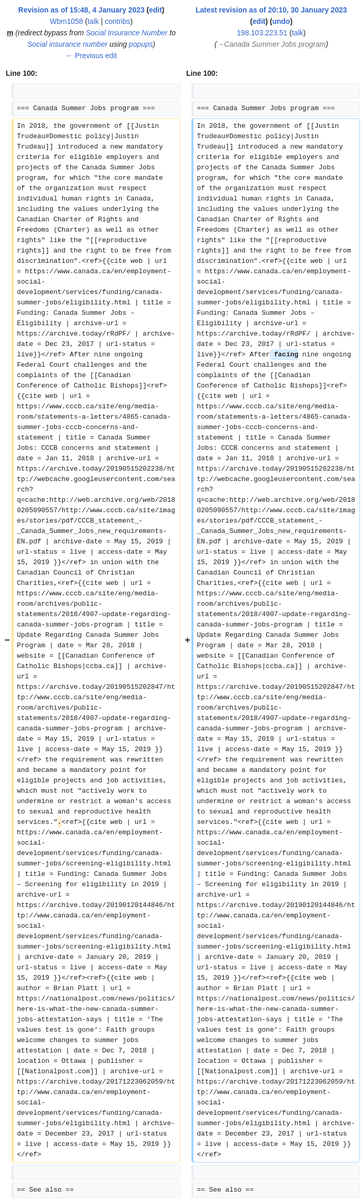 Revision as of 15:48, 4 January 2023 (edit)
Wbm1058 (talk | contribs)
m (redirect bypass from Social Insurance Number to
Social insurance number using popups)
← Previous edit
Latest revision as of 20:10, 30 January 2023
(edit) (undo)
198.103.223.51 (talk)
(→Canada Summer Jobs program)
Line 100:
Line 100:
=== Canada Summer Jobs program ===
=== Canada Summer Jobs program ===
−
In 2018, the government of [[Justin
Trudeau#Domestic policy|Justin
Trudeau]] introduced a new mandatory
criteria for eligible employers and
projects of the Canada Summer Jobs
program, for which "the core mandate
of the organization must respect
individual human rights in Canada,
including the values underlying the
Canadian Charter of Rights and
Freedoms (Charter) as well as other
rights" like the "[[reproductive
rights]] and the right to be free from
discrimination".<ref>{{cite web | url
= https://www.canada.ca/en/employment-
social-
development/services/funding/canada-
summer-jobs/eligibility.html | title =
Funding: Canada Summer Jobs –
Eligibility | archive-url =
https://archive.today/rRdPF/ | archive-
date = Dec 23, 2017 | url-status =
live}}</ref> After nine ongoing
Federal Court challenges and the
complaints of the [[Canadian
Conference of Catholic Bishops]]<ref>
{{cite web | url =
https://www.cccb.ca/site/eng/media-
room/statements-a-letters/4865-canada-
summer-jobs-cccb-concerns-and-
statement | title = Canada Summer
Jobs: CCCB concerns and statement |
date = Jan 11, 2018 | archive-url =
https://archive.today/20190515202238/ht
tp://webcache.googleusercontent.com/sea
rch?
q=cache:http://web.archive.org/web/2018
0205090557/http://www.cccb.ca/site/imag
es/stories/pdf/CCCB_statement_-
_Canada_Summer_Jobs_new_requirements-
EN.pdf | archive-date = May 15, 2019 |
url-status = live | access-date = May
15, 2019 }}</ref> in union with the
Canadian Council of Christian
Charities,<ref>{{cite web | url =
https://www.cccb.ca/site/eng/media-
room/archives/public-
statements/2018/4907-update-regarding-
canada-summer-jobs-program | title =
Update Regarding Canada Summer Jobs
Program | date = Mar 28, 2018 |
website = [[Canadian Conference of
Catholic Bishops|ccba.ca]] | archive-
url =
https://archive.today/20190515202847/ht
tp://www.cccb.ca/site/eng/media-
room/archives/public-
statements/2018/4907-update-regarding-
canada-summer-jobs-program | archive-
date = May 15, 2019 | url-status =
live | access-date = May 15, 2019 }}
</ref> the requirement was rewritten
and became a mandatory point for
eligible projects and job activities,
which must not "actively work to
undermine or restrict a woman's access
to sexual and reproductive health
services.".<ref>{{cite web | url =
https://www.canada.ca/en/employment-
social-
development/services/funding/canada-
summer-jobs/screening-eligibility.html
| title = Funding: Canada Summer Jobs
– Screening for eligibility in 2019 |
archive-url =
https://archive.today/20190120144846/ht
tp://www.canada.ca/en/employment-
social-
development/services/funding/canada-
summer-jobs/screening-eligibility.html
| archive-date = January 20, 2019 |
url-status = live | access-date = May
15, 2019 }}</ref><ref>{{cite web |
author = Brian Platt | url =
https://nationalpost.com/news/politics/
here-is-what-the-new-canada-summer-
jobs-attestation-says | title = 'The
values test is gone': Faith groups
welcome changes to summer jobs
attestation | date = Dec 7, 2018 |
location = Ottawa | publisher =
[[Nationalpost.com]] | archive-url =
https://archive.today/20171223062059/ht
tp://www.canada.ca/en/employment-
social-
development/services/funding/canada-
summer-jobs/eligibility.html | archive-
date = December 23, 2017 | url-status
= live | access-date = May 15, 2019 }}
</ref>
+
In 2018, the government of [[Justin
Trudeau#Domestic policy|Justin
Trudeau]] introduced a new mandatory
criteria for eligible employers and
projects of the Canada Summer Jobs
program, for which "the core mandate
of the organization must respect
individual human rights in Canada,
including the values underlying the
Canadian Charter of Rights and
Freedoms (Charter) as well as other
rights" like the "[[reproductive
rights]] and the right to be free from
discrimination".<ref>{{cite web | url
= https://www.canada.ca/en/employment-
social-
development/services/funding/canada-
summer-jobs/eligibility.html | title =
Funding: Canada Summer Jobs –
Eligibility | archive-url =
https://archive.today/rRdPF/ | archive-
date = Dec 23, 2017 | url-status =
live}}</ref> After facing nine ongoing
Federal Court challenges and the
complaints of the [[Canadian
Conference of Catholic Bishops]]<ref>
{{cite web | url =
https://www.cccb.ca/site/eng/media-
room/statements-a-letters/4865-canada-
summer-jobs-cccb-concerns-and-
statement | title = Canada Summer
Jobs: CCCB concerns and statement |
date = Jan 11, 2018 | archive-url =
https://archive.today/20190515202238/ht
tp://webcache.googleusercontent.com/sea
rch?
q=cache:http://web.archive.org/web/2018
0205090557/http://www.cccb.ca/site/imag
es/stories/pdf/CCCB_statement_-
_Canada_Summer_Jobs_new_requirements-
EN.pdf | archive-date = May 15, 2019 |
url-status = live | access-date = May
15, 2019 }}</ref> in union with the
Canadian Council of Christian
Charities,<ref>{{cite web | url =
https://www.cccb.ca/site/eng/media-
room/archives/public-
statements/2018/4907-update-regarding-
canada-summer-jobs-program | title =
Update Regarding Canada Summer Jobs
Program | date = Mar 28, 2018 |
website = [[Canadian Conference of
Catholic Bishops|ccba.ca]] | archive-
url =
https://archive.today/20190515202847/ht
tp://www.cccb.ca/site/eng/media-
room/archives/public-
statements/2018/4907-update-regarding-
canada-summer-jobs-program | archive-
date = May 15, 2019 | url-status =
live | access-date = May 15, 2019 }}
</ref> the requirement was rewritten
and became a mandatory point for
eligible projects and job activities,
which must not "actively work to
undermine or restrict a woman's access
to sexual and reproductive health
services."<ref>{{cite web | url =
https://www.canada.ca/en/employment-
social-
development/services/funding/canada-
summer-jobs/screening-eligibility.html
| title = Funding: Canada Summer Jobs
– Screening for eligibility in 2019 |
archive-url =
https://archive.today/20190120144846/ht
tp://www.canada.ca/en/employment-
social-
development/services/funding/canada-
summer-jobs/screening-eligibility.html
| archive-date = January 20, 2019 |
url-status = live | access-date = May
15, 2019 }}</ref><ref>{{cite web |
author = Brian Platt | url =
https://nationalpost.com/news/politics/
here-is-what-the-new-canada-summer-
jobs-attestation-says | title = 'The
values test is gone': Faith groups
welcome changes to summer jobs
attestation | date = Dec 7, 2018 |
location = Ottawa | publisher =
[[Nationalpost.com]] | archive-url =
https://archive.today/20171223062059/ht
tp://www.canada.ca/en/employment-
social-
development/services/funding/canada-
summer-jobs/eligibility.html | archive-
date = December 23, 2017 | url-status
= live | access-date = May 15, 2019 }}
</ref>
== See also ==
== See also ==